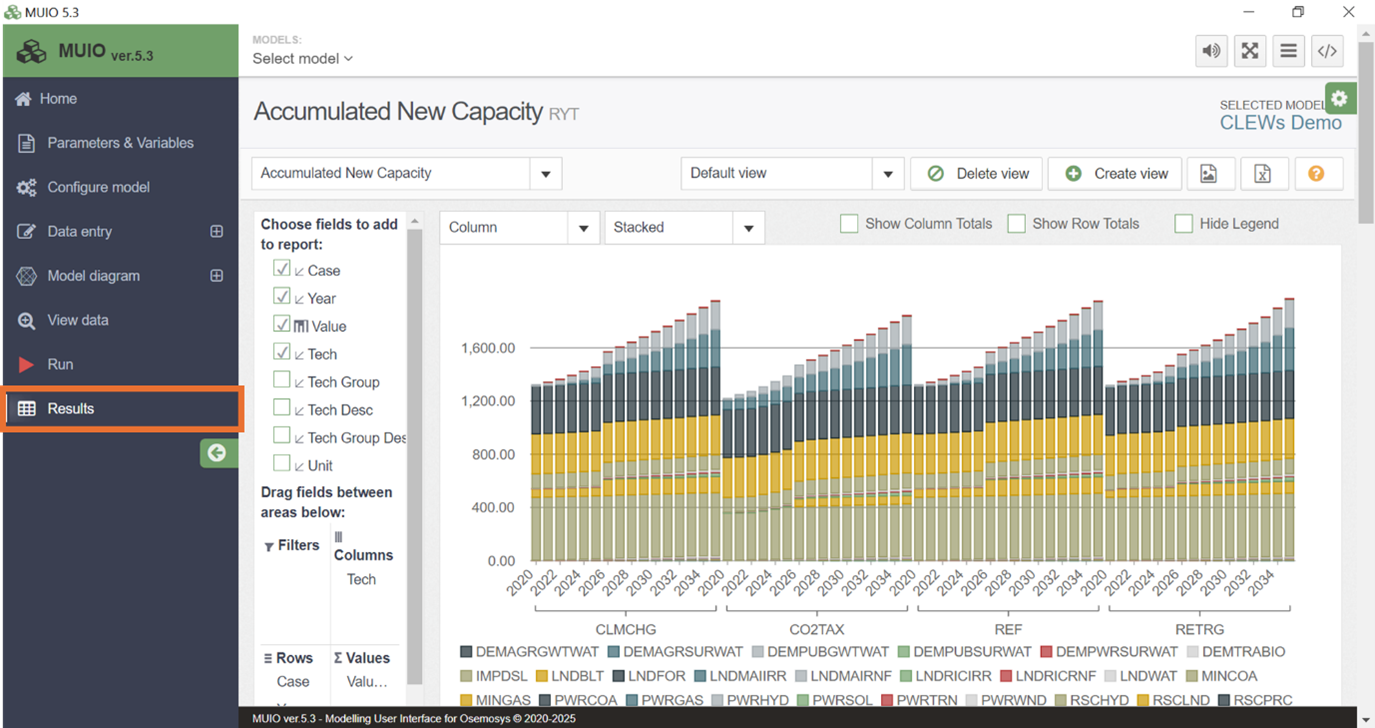 MUIO 5.3
MUIO ver.5.3
Home
Parameters & Variables
Configure model
Data entry
Model diagram
View data
Run
Results
MODELS:
Select model
Accumulated New Capacity RYT
SELECTED MODEL
CLEWs Demo
Accumulated New Capacity
Default view
Delete view
Create view
Choose fields to add
to report:
Case
Year
Value
Tech
Tech Group
Tech Desc
Tech Group Des
Unit
Drag fields between
areas below:
Filters
Columns
Tech
Rows
Σ Values
Case
Valu...
Column
Stacked
Show Column Totals
Show Row Totals
Hide Legend
1,600.00
1,200.00
800.00
400.00
0.00
2020 2022 2024 2026 2028 2030 2032 2034 2020 2022 2024 2026 2028 2030 2032 2034 2020 2022 2024 2026 2028 2030 2032 2034 2020 2022 2024 2026 2028 2030 2032 2034
CLMCHG CO2TAX REF RETRG
DEMAGRGWTWAT DEMAGRSURWAT DEMPUBGWTWAT DEMPUBSURWAT DEMPWRSURWAT DEMTRABIO
IMPDSL LNDBLT LNDFOR LNDMAIIRR LNDMAIRNF LNDRICIRR LNDRICRNF LNDWAT MINCOA
MINGAS PWRCOA PWRGAS PWRHYD PWRSOL PWRTRN PWRWND RSCHYD RSCLND RSCPRC
MUIO ver.5.3 - Modelling User Interface for Osemosys © 2020-2025